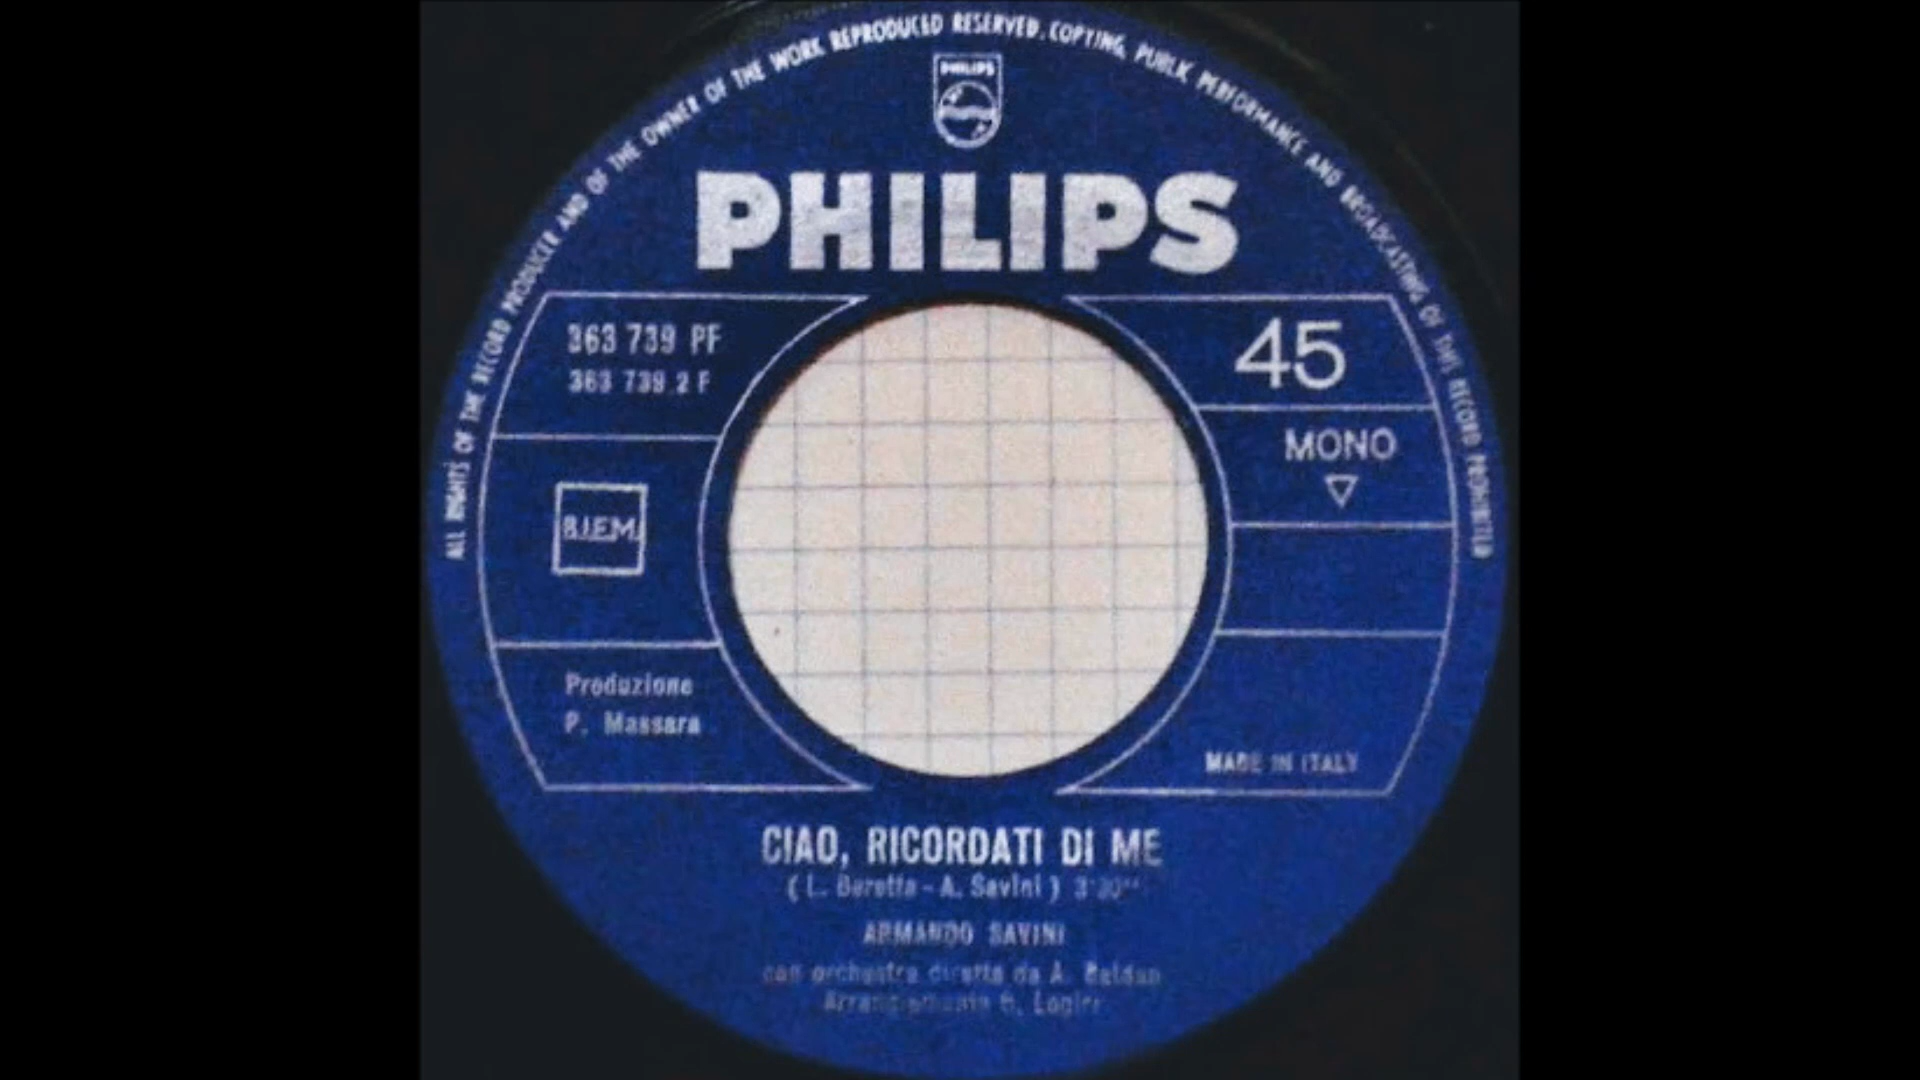 ALL RIGHTS OF THE RECORD PRODUCER AND OF THE OWNER OF THE WORK REPRODUCED RESERVED. COPYING, PUBLIC PERFORMANCE AND BROADCASTING OF THIS RECORD PROHIBITED
PHILIPS
PHILIPS
363 739 PF
363 739.2 F
45
MONO
B.I.E.M.
Produzione
P. Massara
MADE IN ITALY
CIAO, RICORDATI DI ME
( L. Beretta - A. Savini ) 3'30"
ARMANDO SAVINI
con orchestra diretta da A.